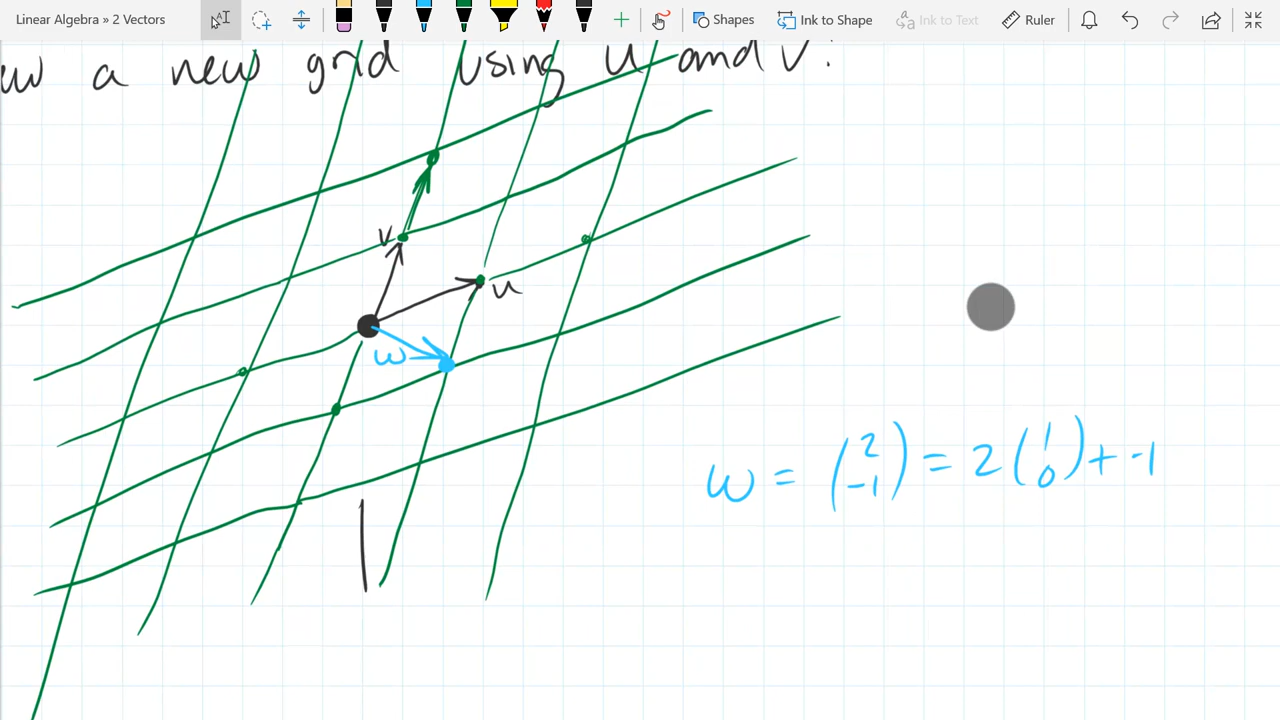 Linear Algebra » 2 Vectors
Shapes
Ink to Shape
Ink to Text
Ruler
a new grid using u and v.
v
u
w
w = (2 -1) = 2 (1 0) + -1